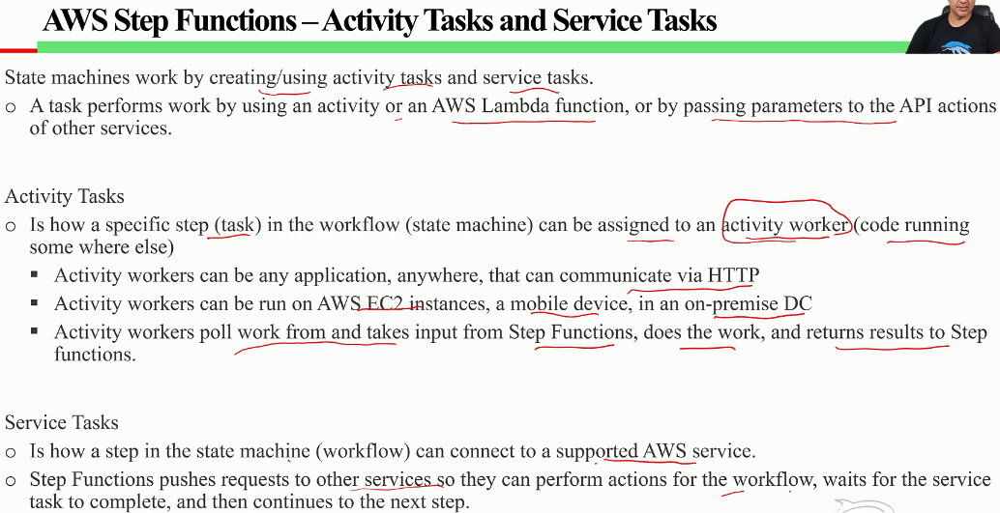 AWS Step Functions – Activity Tasks and Service Tasks
State machines work by creating/using activity tasks and service tasks.
o A task performs work by using an activity or an AWS Lambda function, or by passing parameters to the API actions
of other services.
Activity Tasks
o Is how a specific step (task) in the workflow (state machine) can be assigned to an activity worker (code running
some where else)
▪ Activity workers can be any application, anywhere, that can communicate via HTTP
▪ Activity workers can be run on AWS EC2 instances, a mobile device, in an on-premise DC
▪ Activity workers poll work from and takes input from Step Functions, does the work, and returns results to Step
functions.
Service Tasks
o Is how a step in the state machine (workflow) can connect to a supported AWS service.
o Step Functions pushes requests to other services so they can perform actions for the workflow, waits for the service
task to complete, and then continues to the next step.